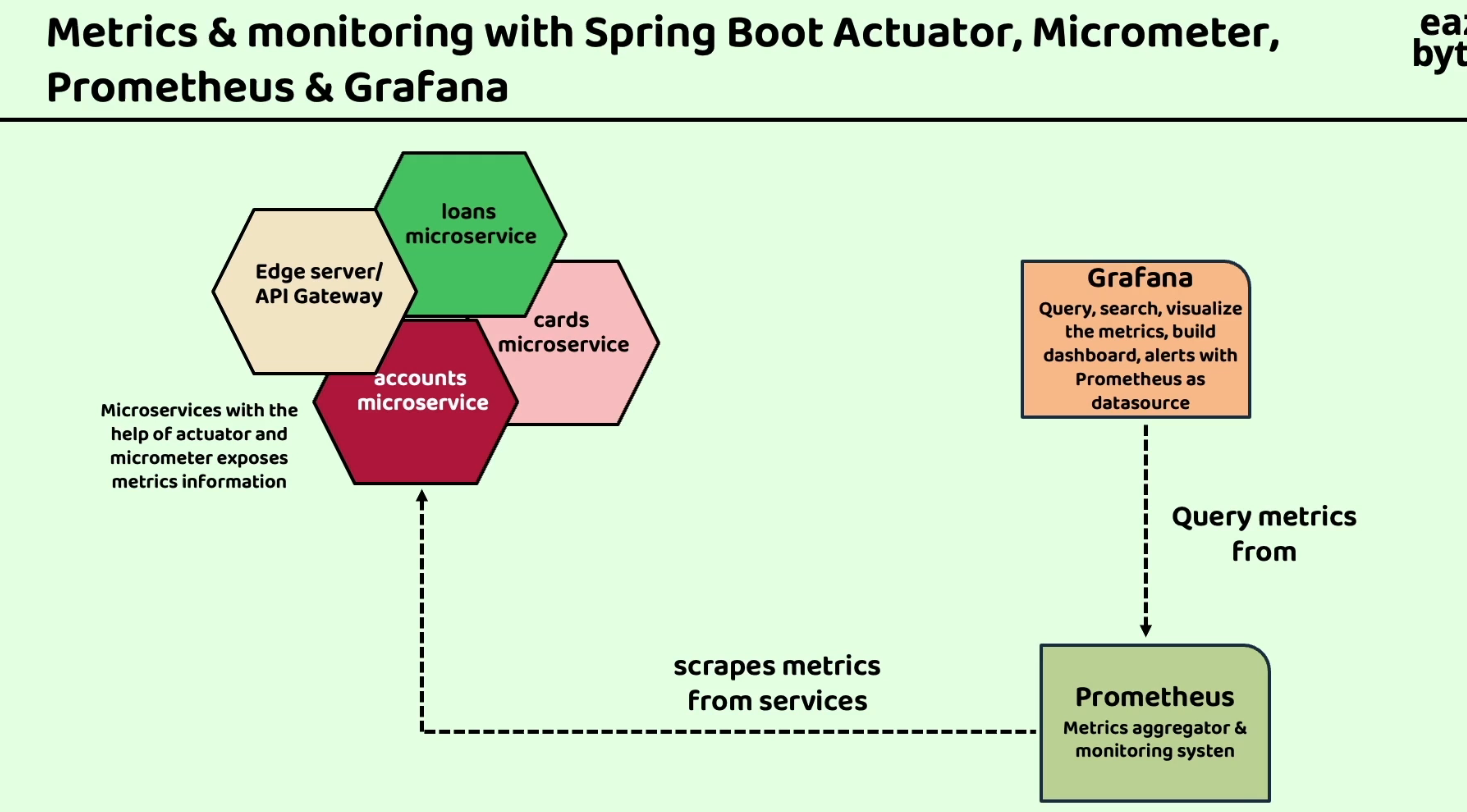 Metrics & monitoring with Spring Boot Actuator, Micrometer,
Prometheus & Grafana
eaz
byt
loans
microservice
Edge server/
API Gateway
cards
microservice
accounts
microservice
Microservices with the
help of actuator and
micrometer exposes
metrics information
Grafana
Query, search, visualize
the metrics, build
dashboard, alerts with
Prometheus as
datasource
Query metrics
from
scrapes metrics
from services
Prometheus
Metrics aggregator &
monitoring systen